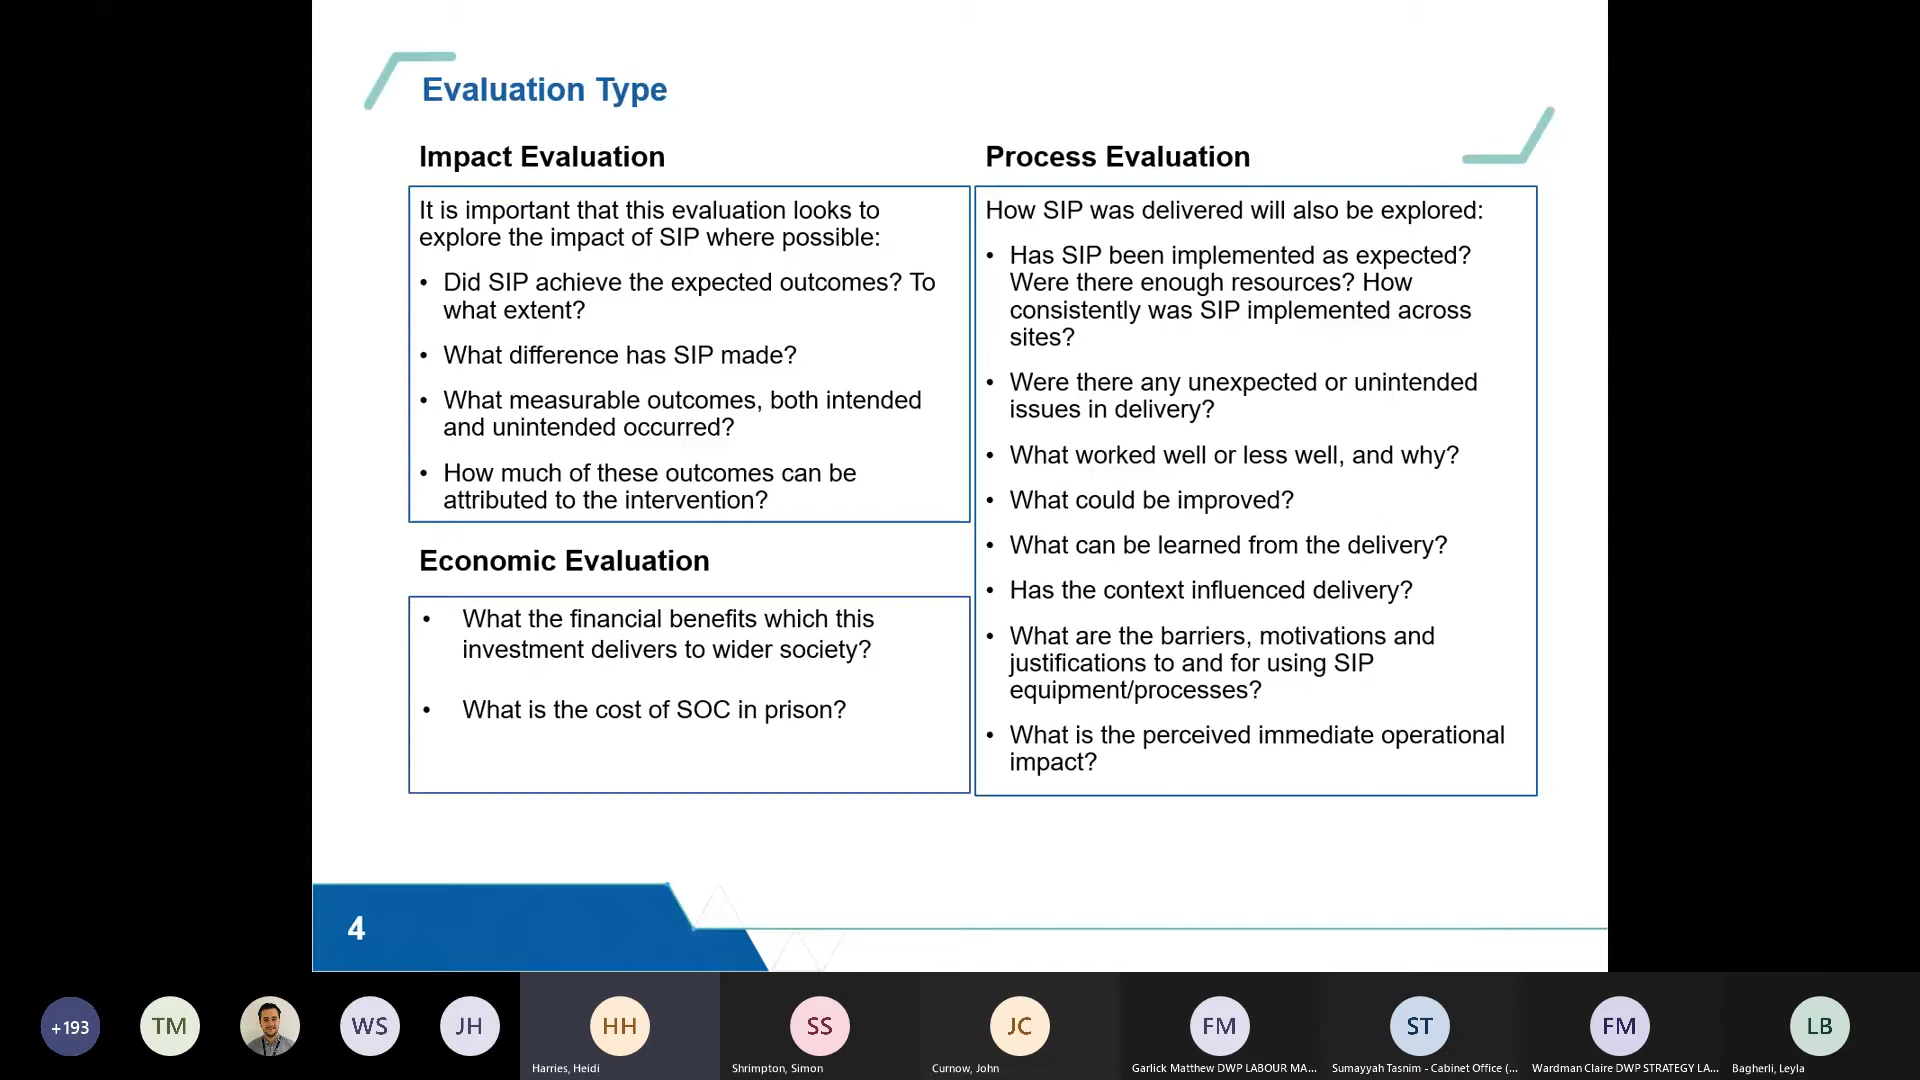 Evaluation Type
Impact Evaluation
It is important that this evaluation looks to
explore the impact of SIP where possible:
• Did SIP achieve the expected outcomes? To
what extent?
• What difference has SIP made?
• What measurable outcomes, both intended
and unintended occurred?
• How much of these outcomes can be
attributed to the intervention?
Economic Evaluation
• What the financial benefits which this
investment delivers to wider society?
• What is the cost of SOC in prison?
Process Evaluation
How SIP was delivered will also be explored:
• Has SIP been implemented as expected?
Were there enough resources? How
consistently was SIP implemented across
sites?
• Were there any unexpected or unintended
issues in delivery?
• What worked well or less well, and why?
• What could be improved?
• What can be learned from the delivery?
• Has the context influenced delivery?
• What are the barriers, motivations and
justifications to and for using SIP
equipment/processes?
• What is the perceived immediate operational
impact?
4
+193
TM
WS
JH
HH
SS
JC
FM
ST
FM
LB
Harries, Heidi
Shrimpton, Simon
Curnow, John
Garlick Matthew DWP LABOUR MA...
Sumayyah Tasnim - Cabinet Office (...
Wardman Claire DWP STRATEGY LA...
Bagherli, Leyla